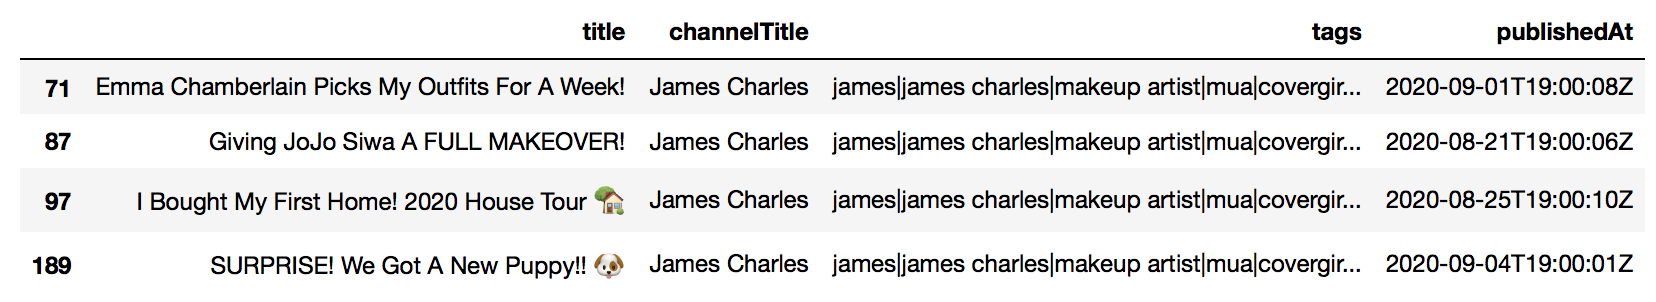 title channelTitle tags publishedAt
71 Emma Chamberlain Picks My Outfits For A Week! James Charles james|james charles|makeup artist|mua|covergir... 2020-09-01T19:00:08Z
87 Giving JoJo Siwa A FULL MAKEOVER! James Charles james|james charles|makeup artist|mua|covergir... 2020-08-21T19:00:06Z
97 I Bought My First Home! 2020 House Tour 🏡 James Charles james|james charles|makeup artist|mua|covergir... 2020-08-25T19:00:10Z
189 SURPRISE! We Got A New Puppy!! 🐶 James Charles james|james charles|makeup artist|mua|covergir... 2020-09-04T19:00:01Z